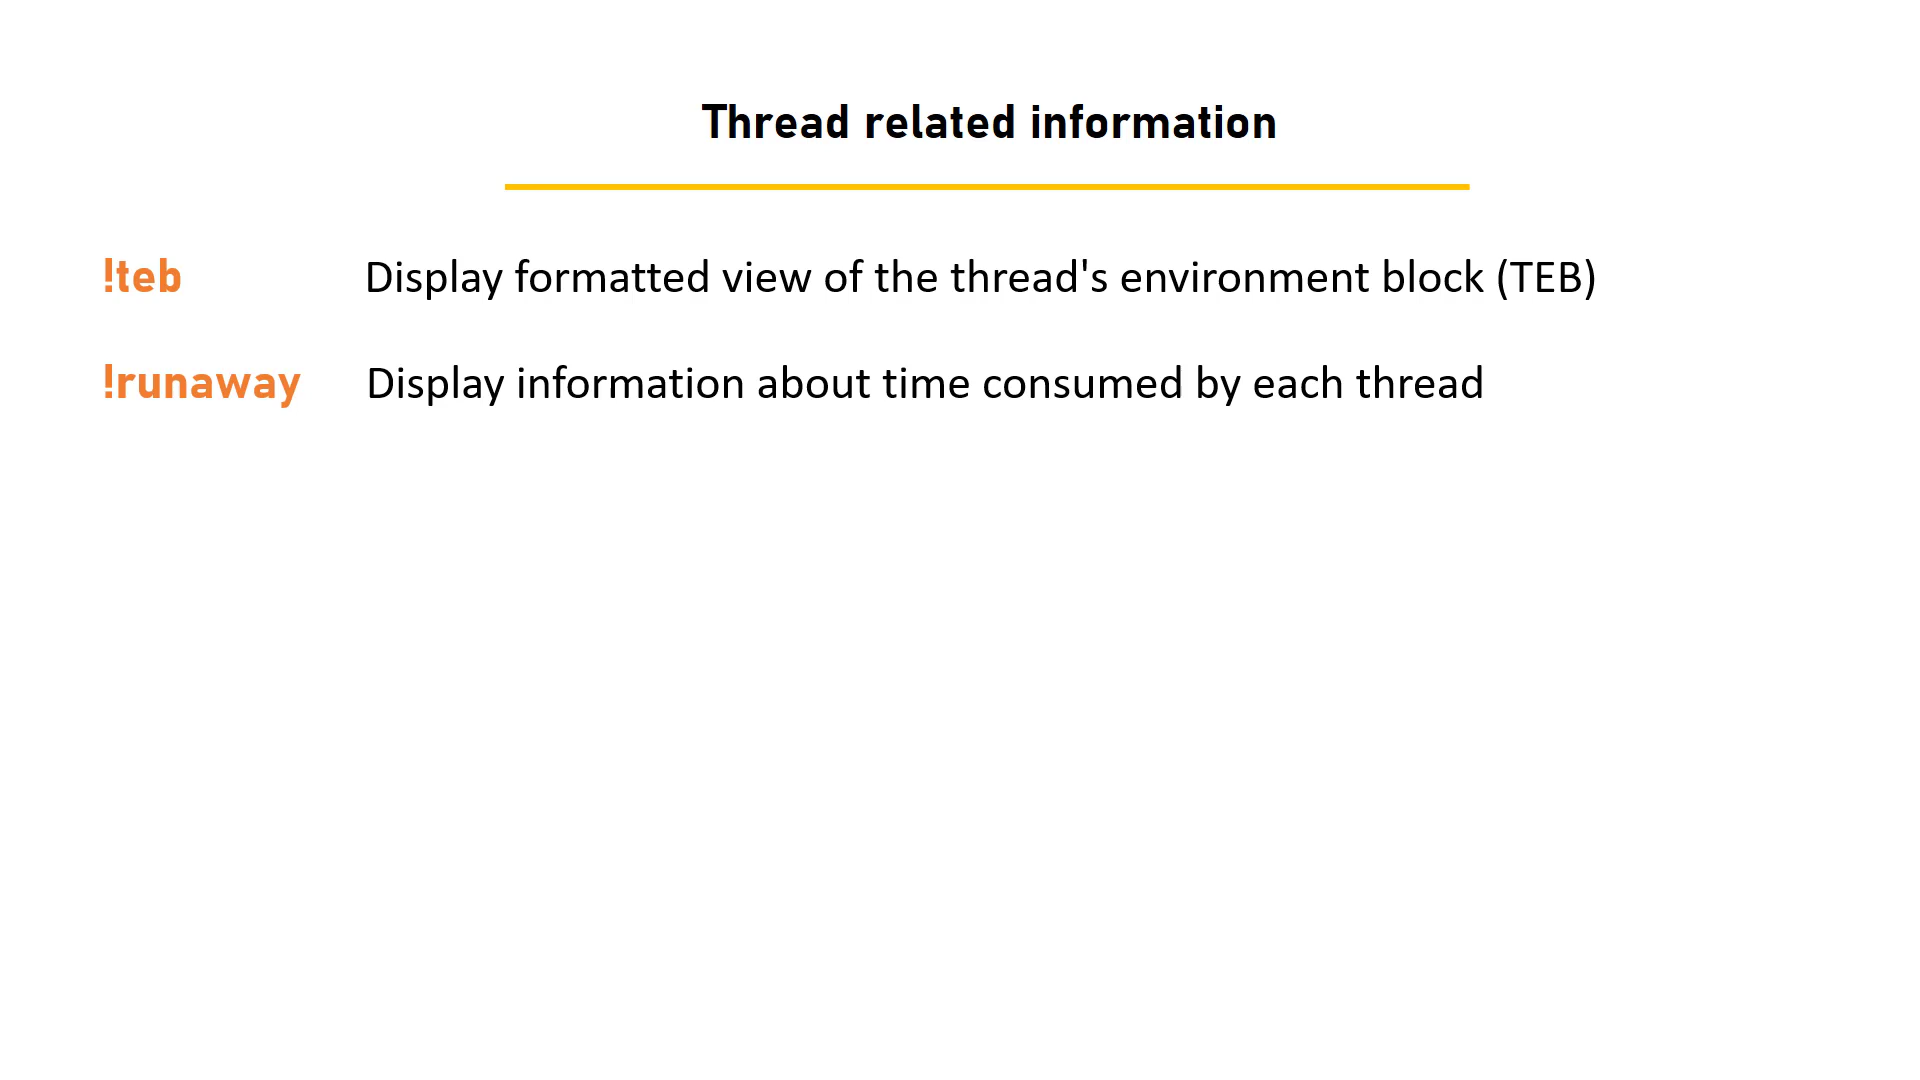 Thread related information
!teb Display formatted view of the thread's environment block (TEB)
!runaway Display information about time consumed by each thread